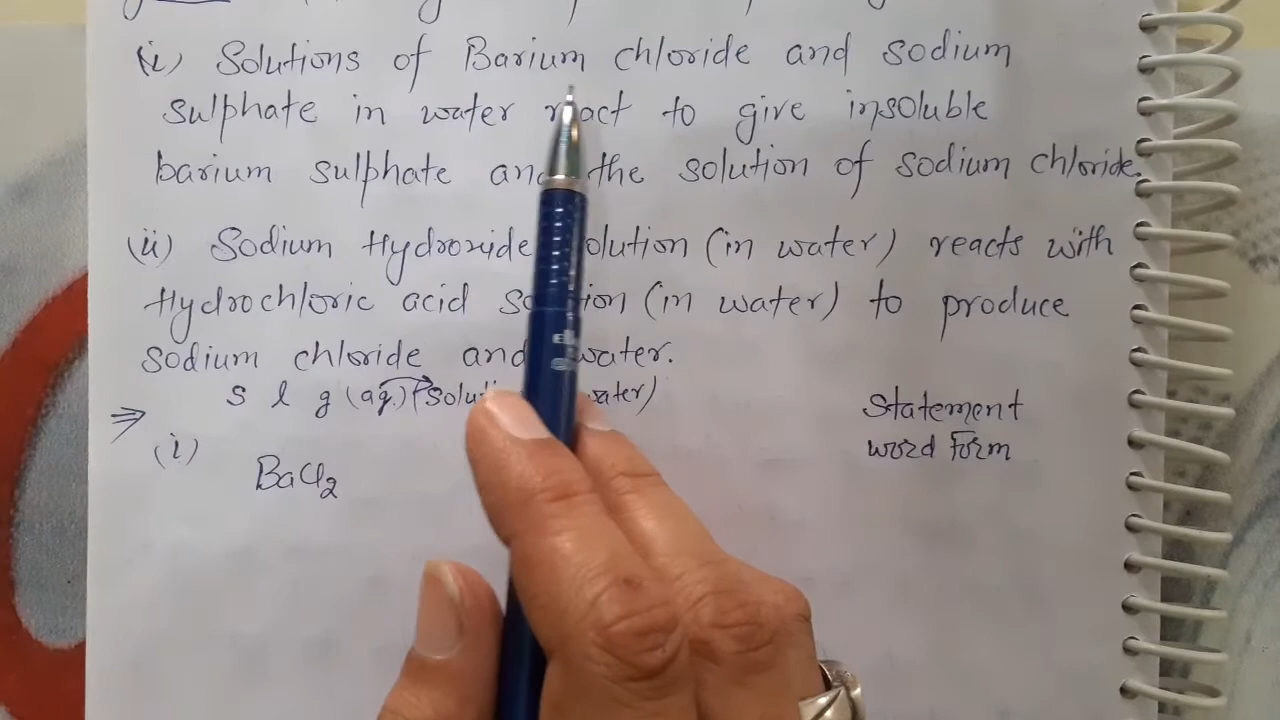 (i) Solutions of Barium chloride and sodium
sulphate in water react to give insoluble
barium sulphate and the solution of sodium chloride.
(ii) Sodium Hydroxide solution (in water) reacts with
Hydrochloric acid solution (in water) to produce
sodium chloride and water.
s l g (aq.) (solution water)
Statement
word Form
⇒
(i)
BaCl₂